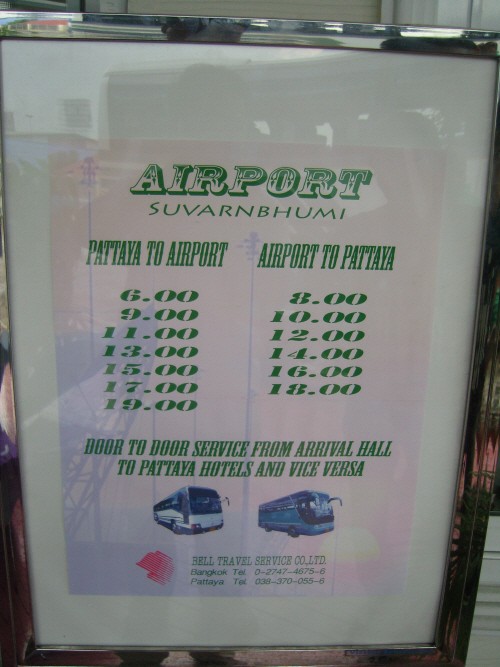 AIRPORT
SUVARNBHUMI
PATTAYA TO AIRPORT AIRPORT TO PATTAYA
6.00 8.00
9.00 10.00
11.00 12.00
13.00 14.00
15.00 16.00
17.00 18.00
19.00
DOOR TO DOOR SERVICE FROM ARRIVAL HALL
TO PATTAYA HOTELS AND VICE VERSA
BELL TRAVEL SERVICE CO.,LTD.
Bangkok Tel. 0-2747-4675-6
Pattaya Tel. 038-370-055-6